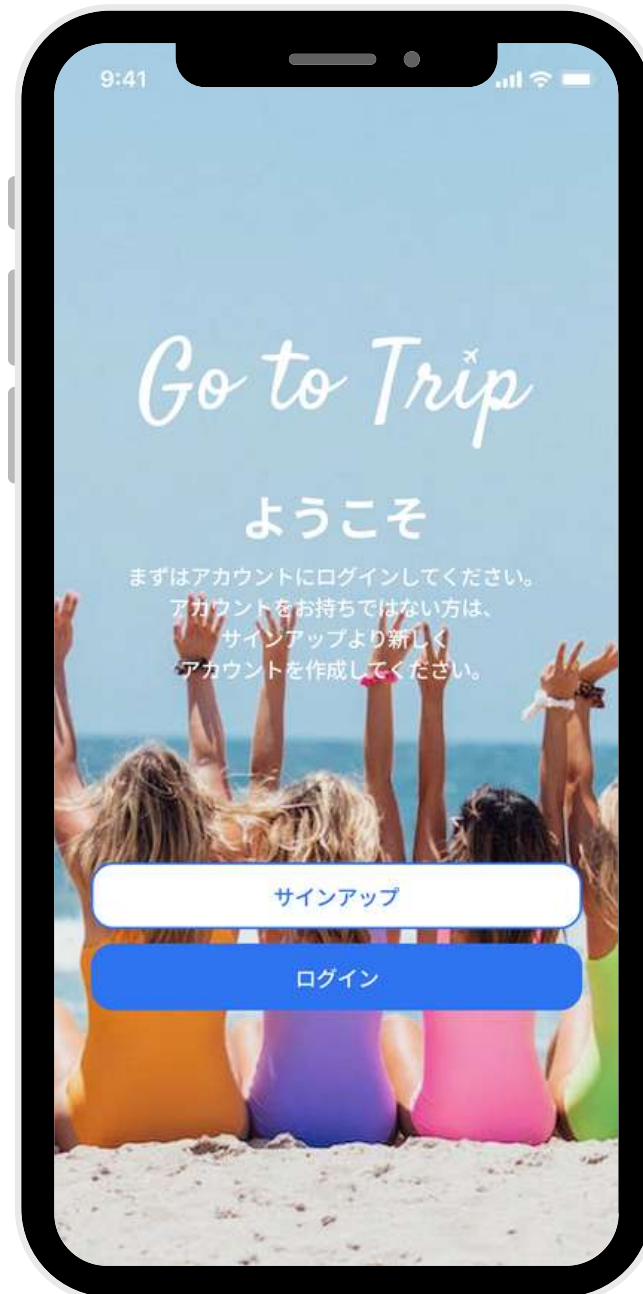 9:41
Go to Trip
ようこそ
まずはアカウントにログインしてください。
アカウントをお持ちではない方は、
サインアップより新しく
アカウントを作成してください。
サインアップ
ログイン